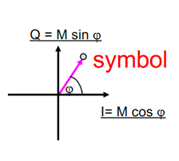 Q = M sin φ
symbol
φ
I= M cos φ